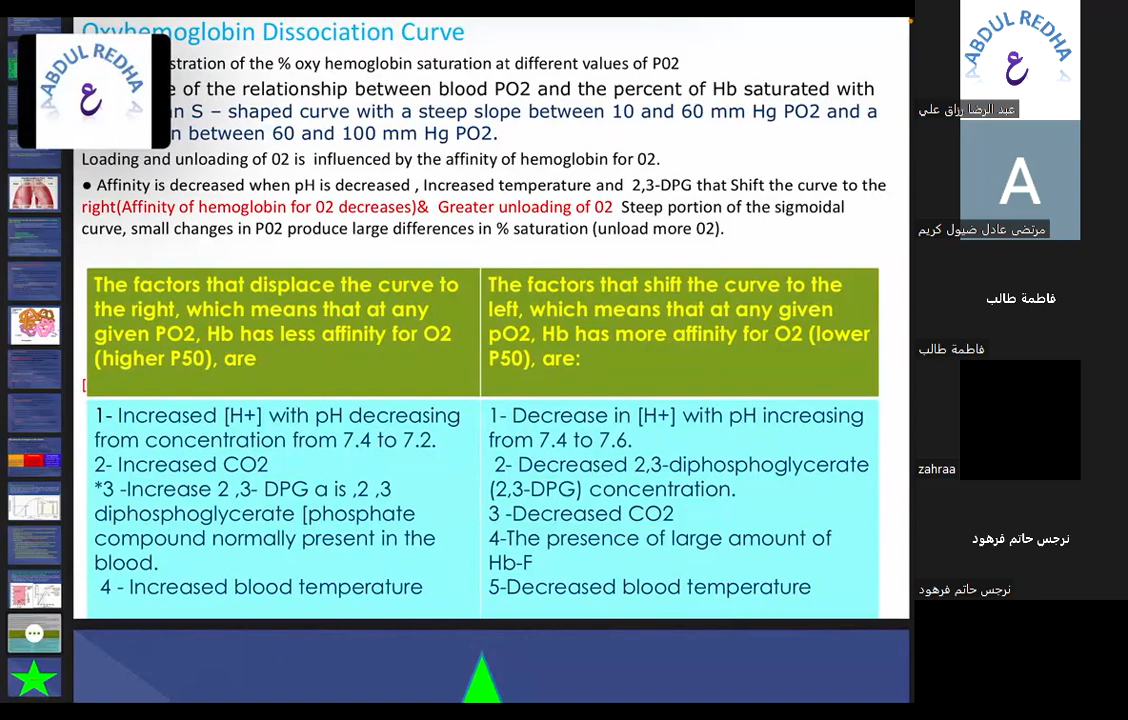 Oxyhemoglobin Dissociation Curve
stration of the % oxy hemoglobin saturation at different values of P02
e of the relationship between blood PO2 and the percent of Hb saturated with
n S – shaped curve with a steep slope between 10 and 60 mm Hg PO2 and a
n between 60 and 100 mm Hg PO2.
Loading and unloading of 02 is influenced by the affinity of hemoglobin for 02.
● Affinity is decreased when pH is decreased , Increased temperature and 2,3-DPG that Shift the curve to the
right(Affinity of hemoglobin for 02 decreases)& Greater unloading of 02 Steep portion of the sigmoidal
curve, small changes in P02 produce large differences in % saturation (unload more 02).
The factors that displace the curve to
the right, which means that at any
given PO2, Hb has less affinity for O2
(higher P50), are
[
1- Increased [H+] with pH decreasing
from concentration from 7.4 to 7.2.
2- Increased CO2
*3 -Increase 2 ,3- DPG a is ,2 ,3
diphosphoglycerate [phosphate
compound normally present in the
blood.
4 - Increased blood temperature
The factors that shift the curve to the
left, which means that at any given
pO2, Hb has more affinity for O2 (lower
P50), are:
1- Decrease in [H+] with pH increasing
from 7.4 to 7.6.
2- Decreased 2,3-diphosphoglycerate
(2,3-DPG) concentration.
3 -Decreased CO2
4-The presence of large amount of
Hb-F
5-Decreased blood temperature
ABDUL REDHA
ع
ABDUL REDHA
ع
عبد الرضا رزاق علي
A
مرتضى عادل ضيول كريم
فاطمة طالب
فاطمة طالب
zahraa
نرجس حاتم فرهود
نرجس حاتم فرهود